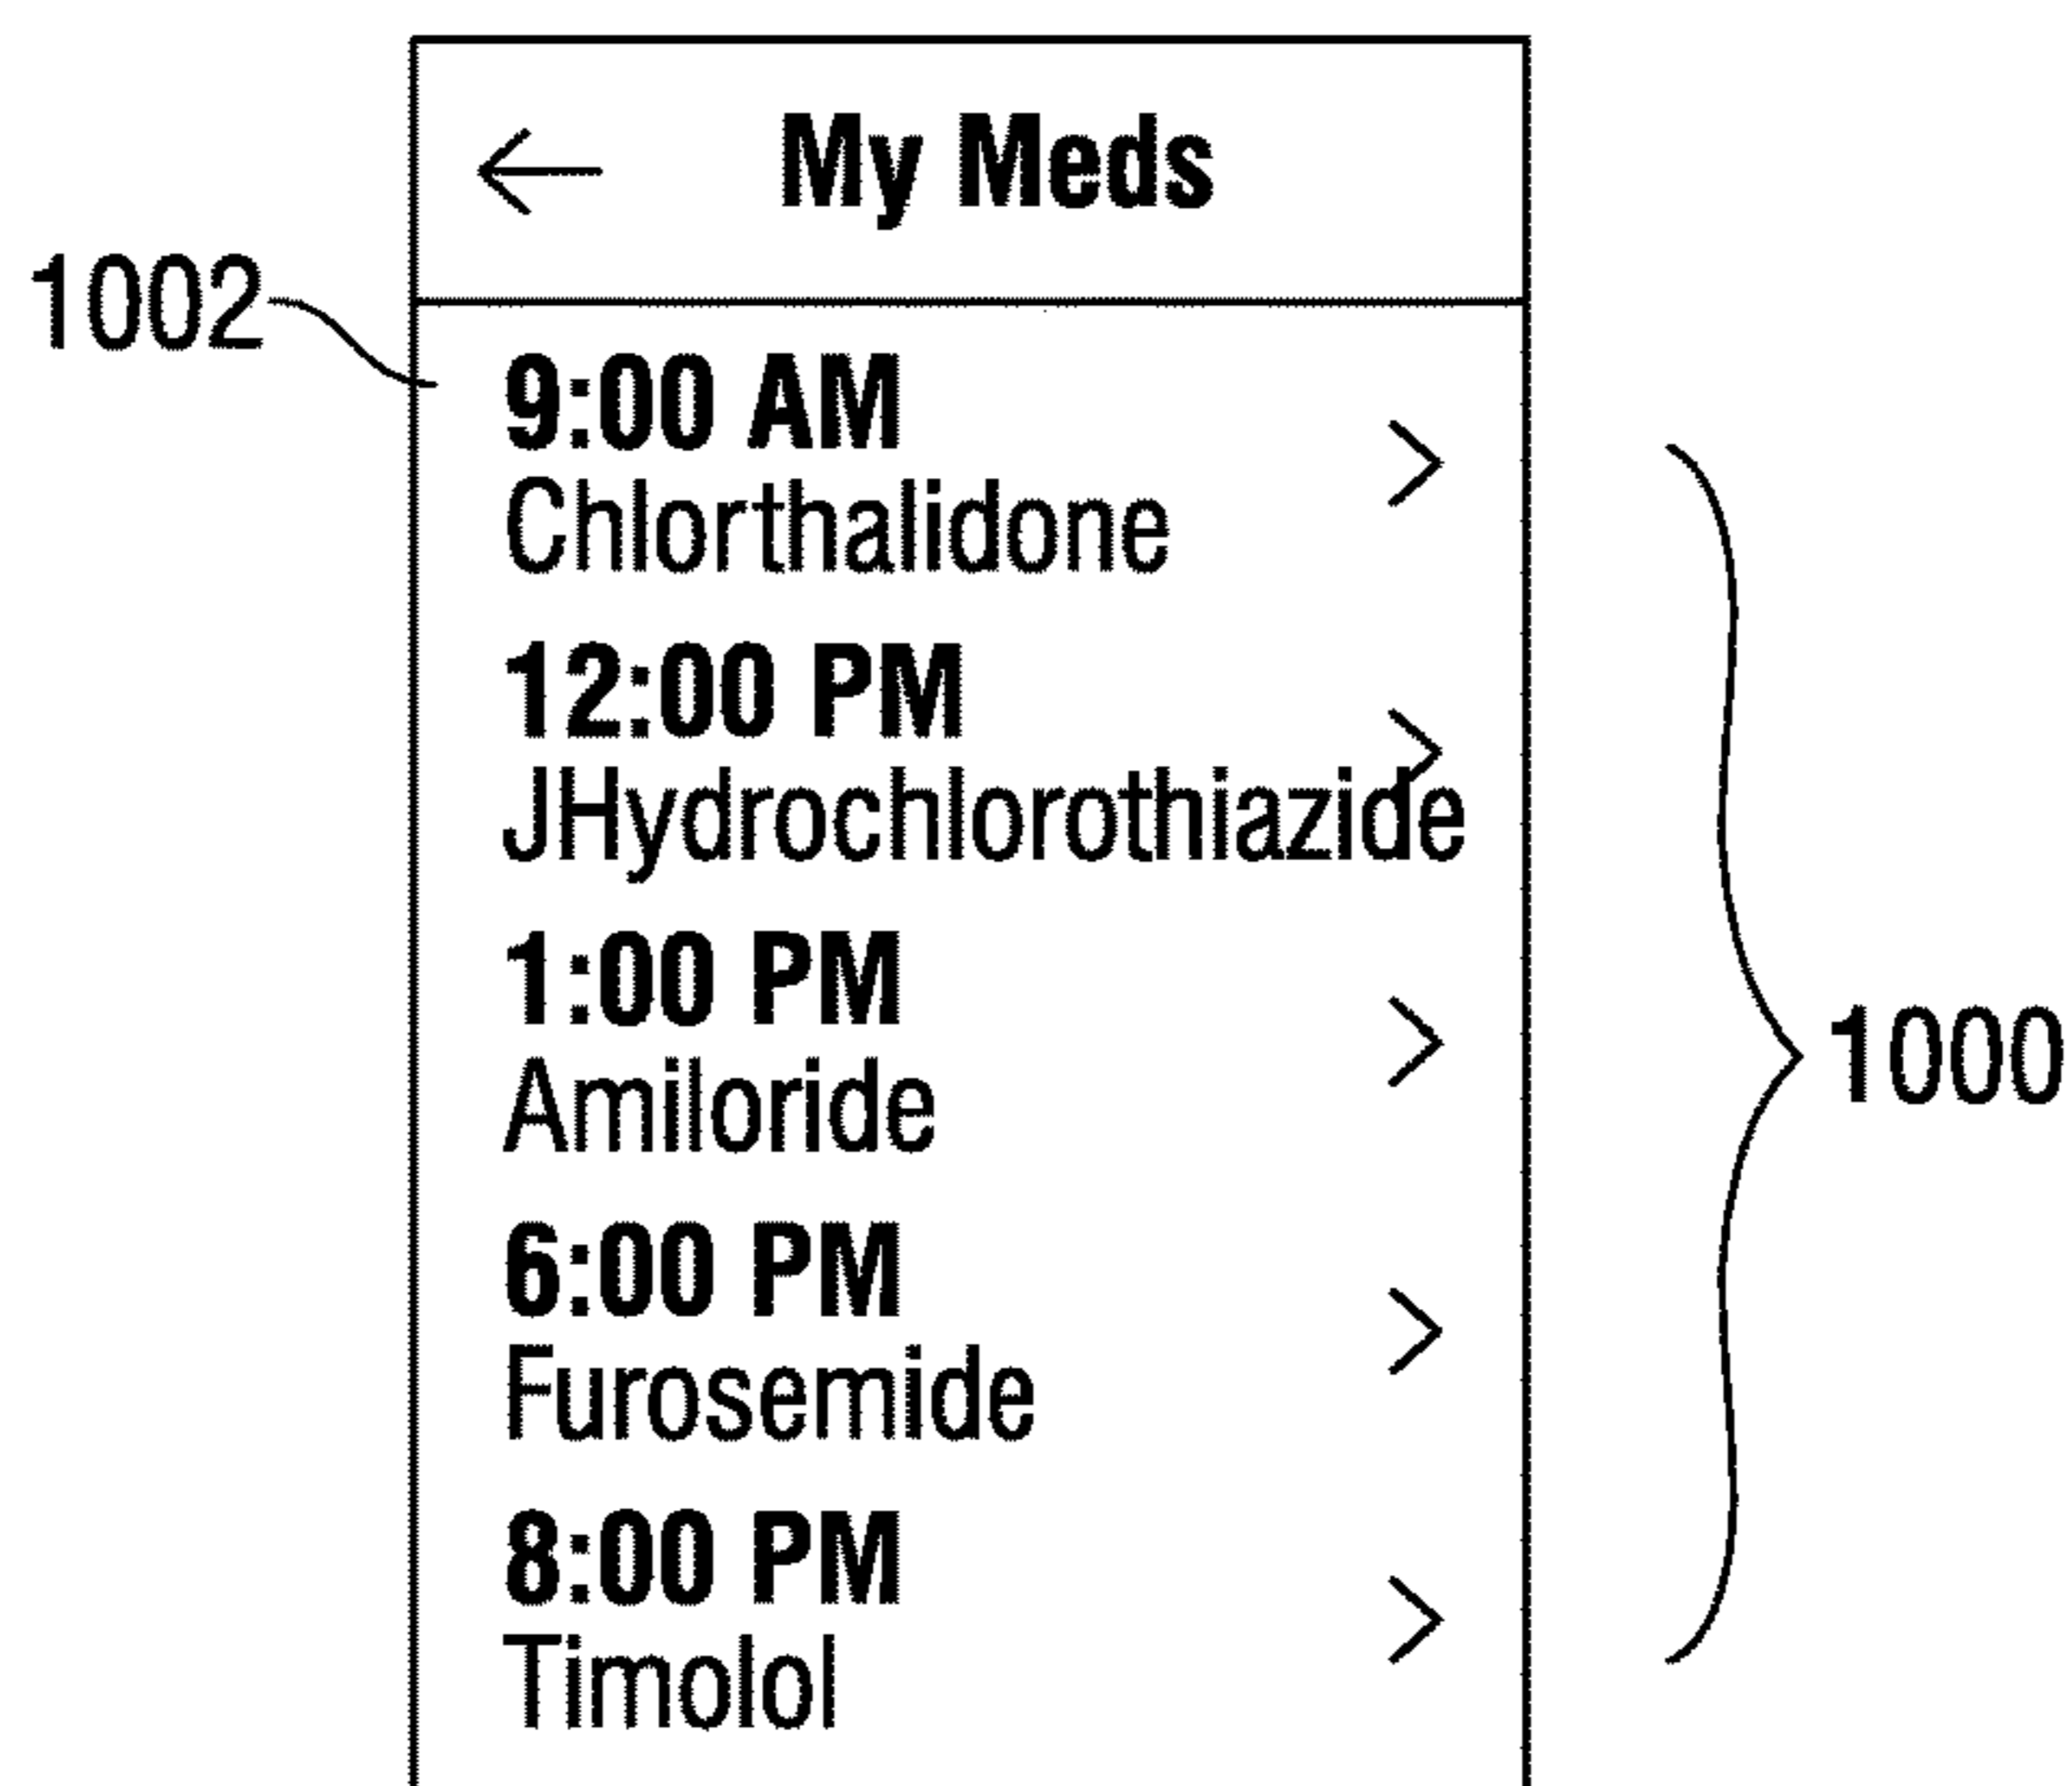 My Meds
1002
9:00 AM
Chlorthalidone
12:00 PM
JHydrochlorothiazide
1:00 PM
1000
Amiloride
6:00 PM
Furosemide
8:00 PM
Timolol